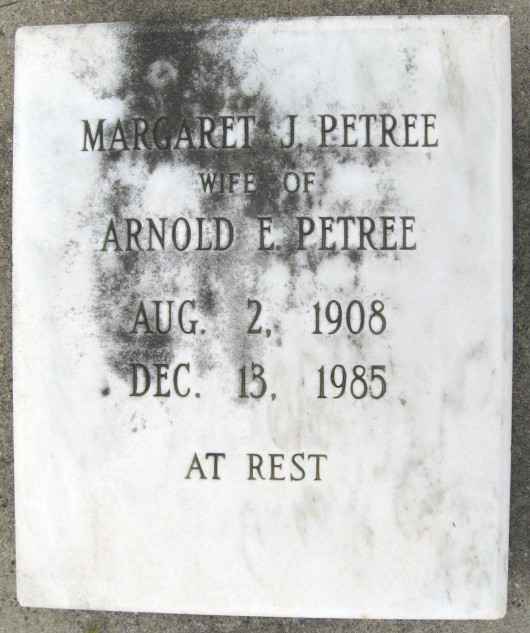 MARGARET J. PETREE
WIFE OF
ARNOLD E. PETREE
AUG. 2, 1908
DEC. 13, 1985
AT REST